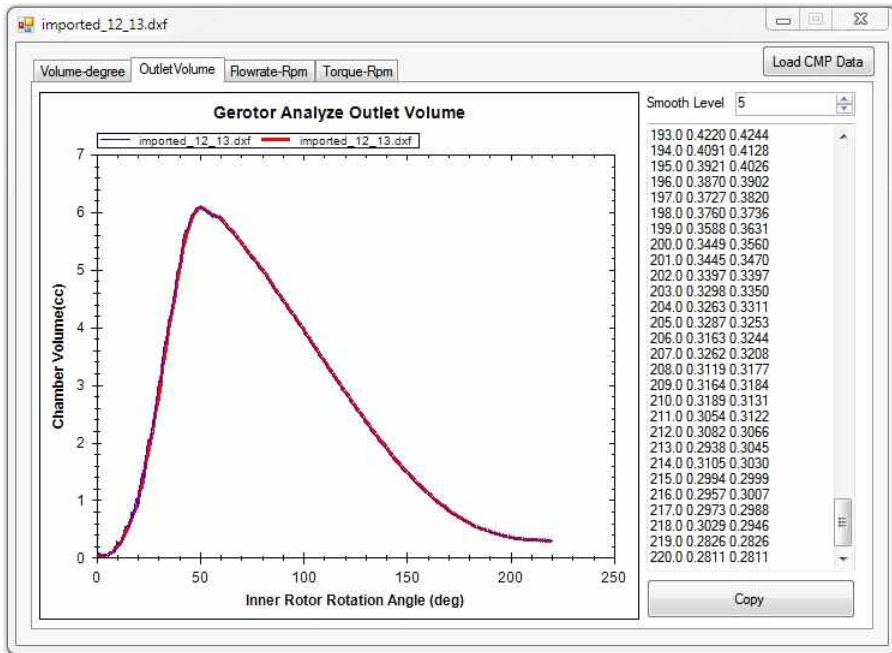 imported_12_13.dxf
Load CMP Data
Volume-degree OutletVolume Flowrate-Rpm Torque-Rpm
Gerotor Analyze Outlet Volume
imported_12_13.dxf imported_12_13.dxf
7
6
5
4
3
2
1
0
Chamber Volume(cc)
0 50 100 150 200 250
Inner Rotor Rotation Angle (deg)
Smooth Level 5
193.0 0.4220 0.4244
194.0 0.4091 0.4128
195.0 0.3921 0.4026
196.0 0.3870 0.3902
197.0 0.3727 0.3820
198.0 0.3760 0.3736
199.0 0.3588 0.3631
200.0 0.3449 0.3560
201.0 0.3445 0.3470
202.0 0.3397 0.3397
203.0 0.3298 0.3350
204.0 0.3263 0.3311
205.0 0.3287 0.3253
206.0 0.3163 0.3244
207.0 0.3262 0.3208
208.0 0.3119 0.3177
209.0 0.3164 0.3184
210.0 0.3189 0.3131
211.0 0.3054 0.3122
212.0 0.3082 0.3066
213.0 0.2938 0.3045
214.0 0.3105 0.3030
215.0 0.2994 0.2999
216.0 0.2957 0.3007
217.0 0.2973 0.2988
218.0 0.3029 0.2946
219.0 0.2826 0.2826
220.0 0.2811 0.2811
Copy